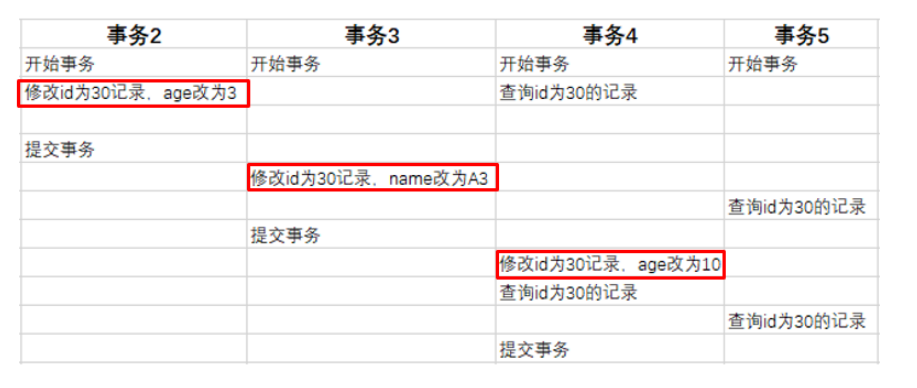 事务2 事务3 事务4 事务5
开始事务 开始事务 开始事务 开始事务
修改id为30记录，age改为3 查询id为30的记录
提交事务
修改id为30记录，name改为A3
查询id为30的记录
提交事务
修改id为30记录，age改为10
查询id为30的记录
查询id为30的记录
提交事务